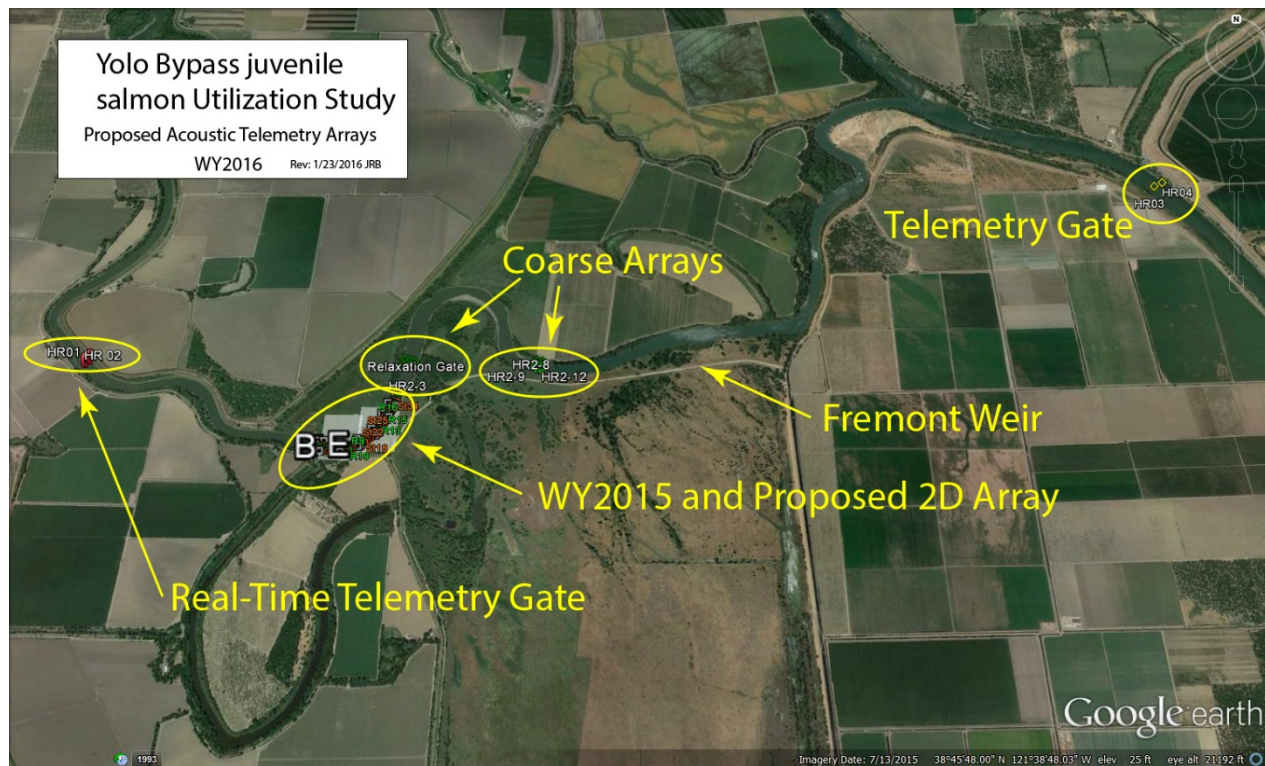 Yolo Bypass juvenile
salmon Utilization Study
Proposed Acoustic Telemetry Arrays
WY2016 Rev: 1/23/2016 JRB
N
HR04
HR03
Telemetry Gate
Coarse Arrays
HR01 HR 02
Relaxation Gate
HR2-8
HR2-9 HR2-12
HR2-3
Fremont Weir
B E
WY2015 and Proposed 2D Array
Real-Time Telemetry Gate
Google earth
1993
Imagery Date: 7/13/2015 38°45'48.00" N 121°38'48.03" W elev 25 ft eye alt 21192 ft